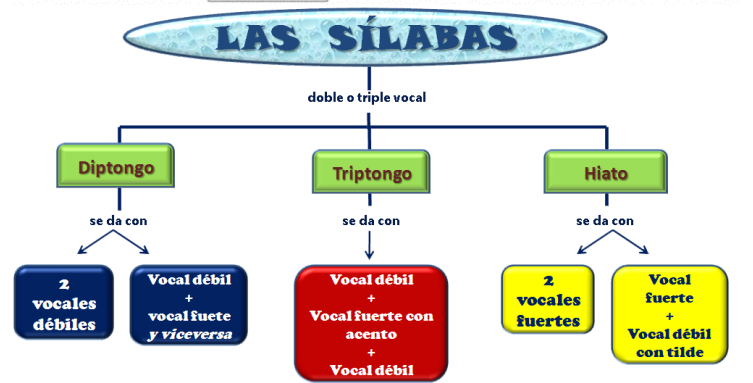 LAS SÍLABAS
doble o triple vocal
Diptongo
Triptongo
Hiato
se da con
se da con
se da con
2
vocales
débiles
Vocal débil
+
vocal fuete
y viceversa
Vocal débil
+
Vocal fuerte con
acento
+
Vocal débil
2
vocales
fuertes
Vocal
fuerte
+
Vocal débil
con tilde